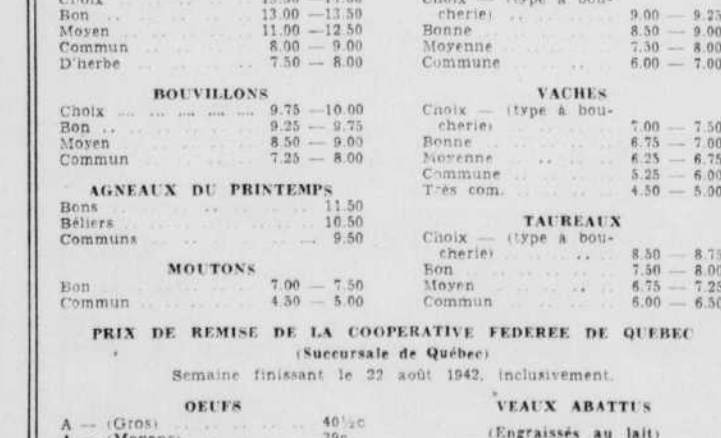 Bon .. .. .. .. 13.00 —13.50
Moyen .. .. .. 11.00 —12.50
Commun .. .. .. 8.00 — 9.00
D'herbe .. .. .. 7.50 — 8.00
BOUVILLONS
Choix .... .... .... .... .... 9.75 —10.00
Bon .. .. .. .. 9.25 — 9.75
Moyen .. .. .. 8.50 — 9.00
Commun .. .. .. 7.25 — 8.00
AGNEAUX DU PRINTEMPS
Bons .. .. .. .. 11.50
Béliers .. .. .. .. 10.50
Communs .. .. .. .. 9.50
MOUTONS
Bon .. .. .. .. 7.00 — 7.50
Commun .. .. .. 4.50 — 5.00
Choix — (type à bou-
cherie) .. .. .. 9.00 — 9.25
Bonne .. .. .. 8.50 — 9.00
Moyenne .. .. .. 7.50 — 8.00
Commune .. .. .. 6.00 — 7.00
VACHES
Choix — (type à bou-
cherie) .. .. .. 7.00 — 7.50
Bonne .. .. .. 6.75 — 7.00
Moyenne .. .. .. 6.25 — 6.75
Commune .. .. .. 5.25 — 6.00
Très com. .. .. .. 4.50 — 5.00
TAUREAUX
Choix — (type à bou-
cherie) .. .. .. 8.50 — 8.75
Bon .. .. .. 7.50 — 8.00
Moyen .. .. .. 6.75 — 7.25
Commun .. .. .. 6.00 — 6.50
PRIX DE REMISE DE LA COOPERATIVE FEDEREE DE QUEBEC
(Succursale de Québec)
Semaine finissant le 22 août 1942, inclusivement.
OEUFS
A — (Gros) .. .. .. 40½c
VEAUX ABATTUS
(Engraissés au lait)